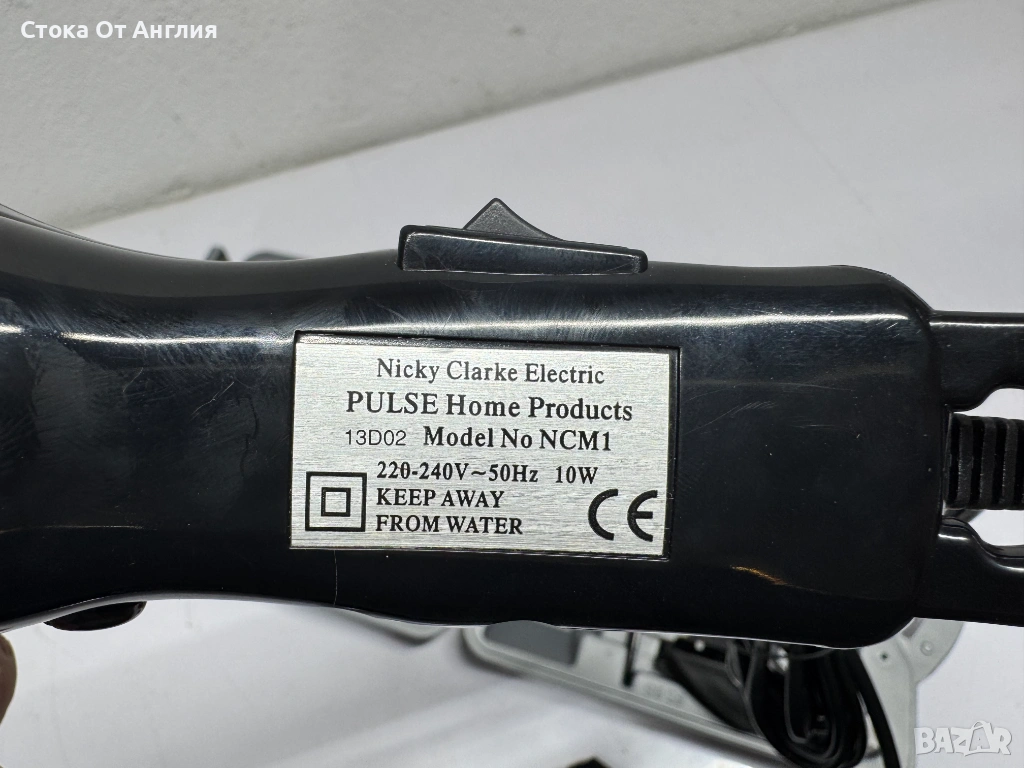 Стока От Англия
Nicky Clarke Electric
PULSE Home Products
13D02 Model No NCM1
220-240V~50Hz 10W
KEEP AWAY
FROM WATER
CE
BAZAR